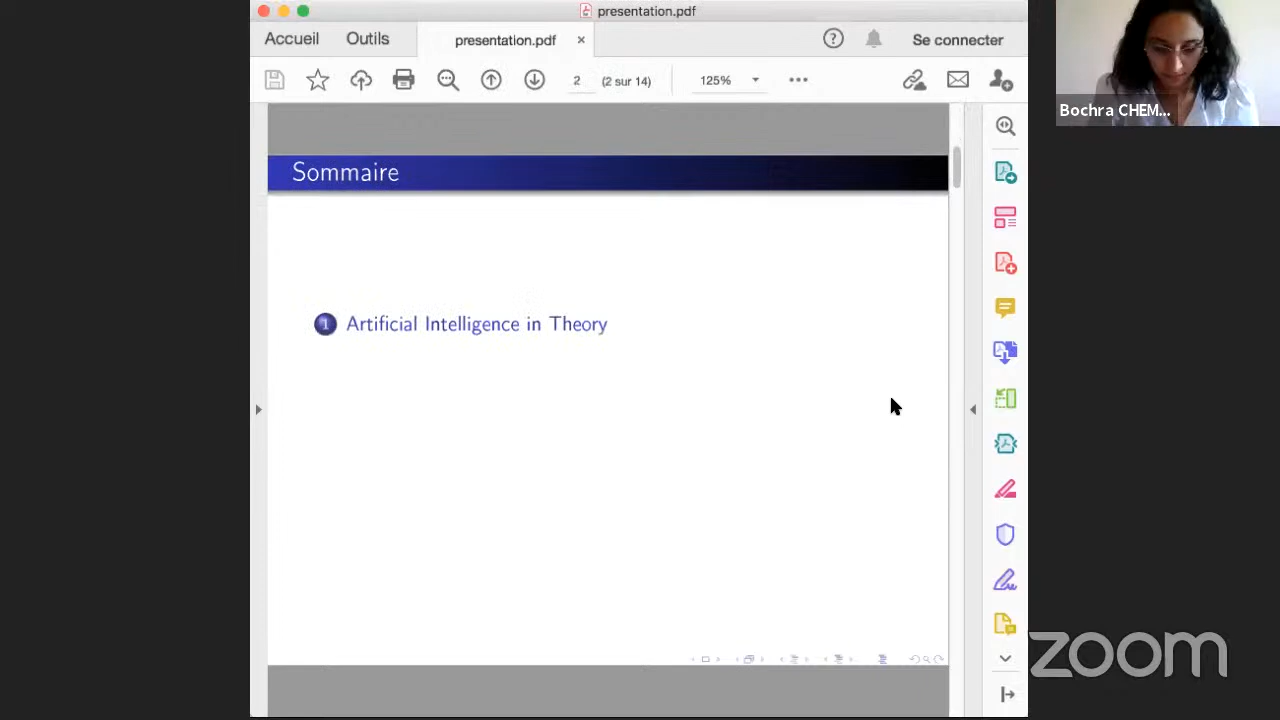 presentation.pdf
Accueil Outils presentation.pdf × Se connecter
2 (2 sur 14) 125%
Bochra CHEM...
Sommaire
1 Artificial Intelligence in Theory
zoom